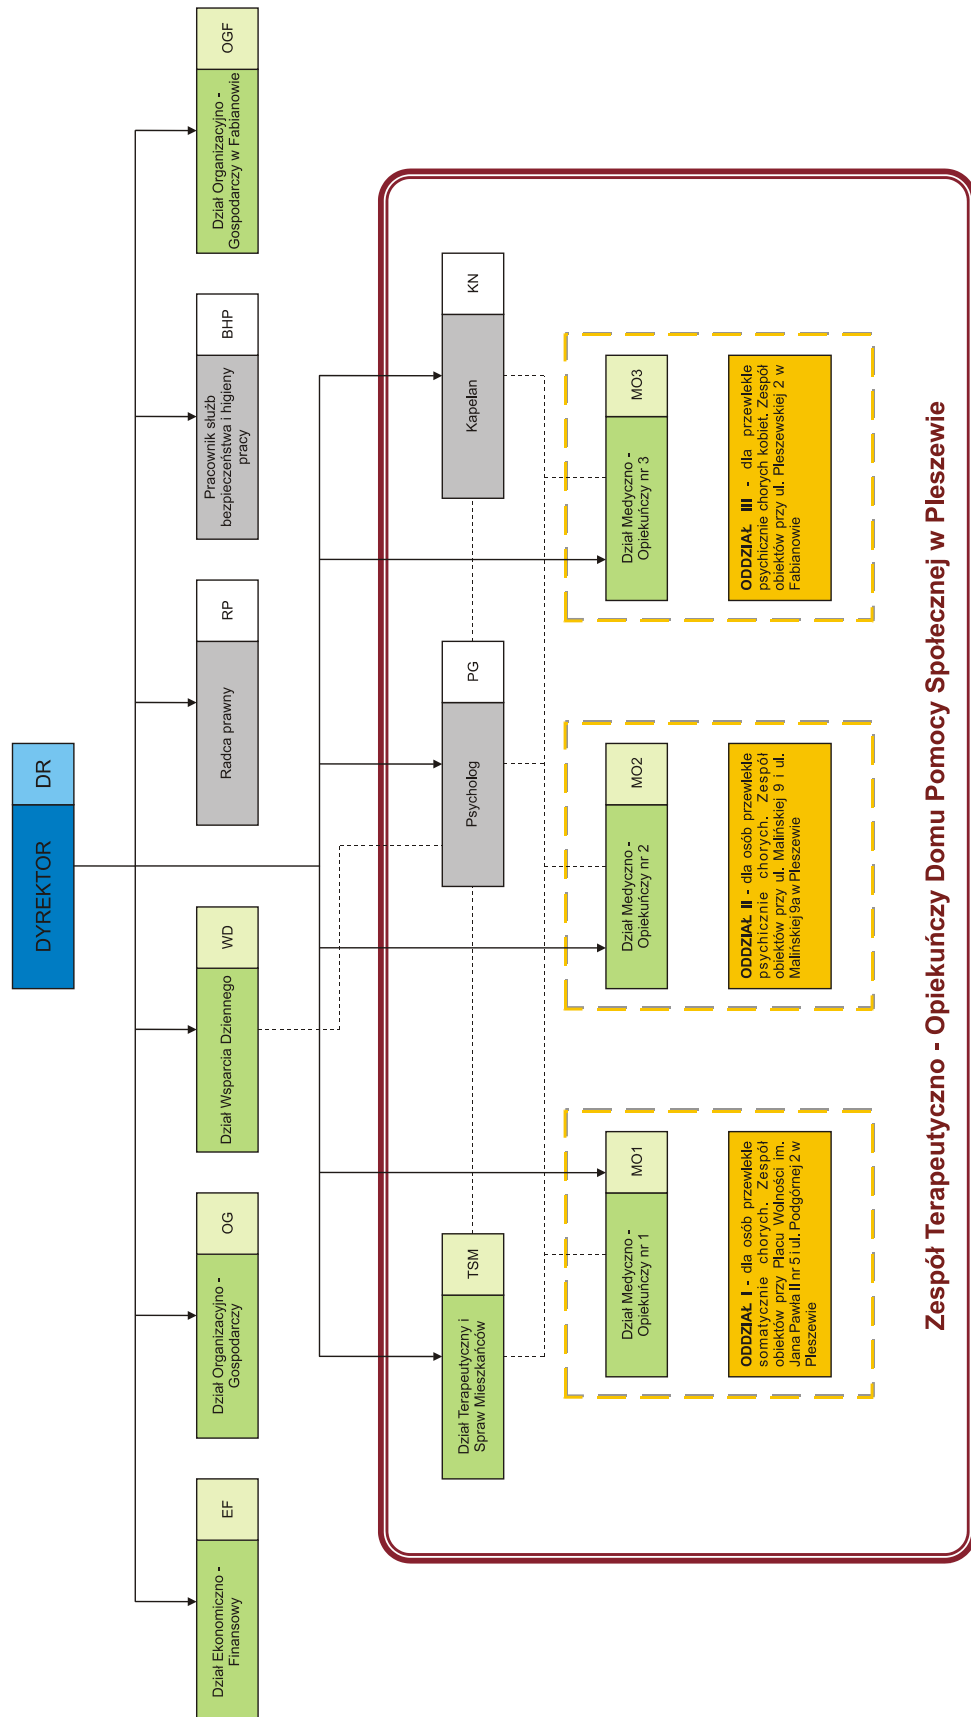 DYREKTOR
DR
Dział Ekonomiczno -
Finansowy
EF
Dział Organizacyjno -
Gospodarczy
OG
Dział Wsparcia Dziennego
WD
Radca prawny
RP
Pracownik służb
bezpieczeństwa i higieny
pracy
BHP
Dział Organizacyjno -
Gospodarczy w Fabianowie
OGF
Dział Terapeutyczny i
Spraw Mieszkańców
TSM
Psycholog
PG
Kapelan
KN
Dział Medyczno -
Opiekuńczy nr 1
MO1
Dział Medyczno -
Opiekuńczy nr 2
MO2
Dział Medyczno -
Opiekuńczy nr 3
MO3
ODDZIAŁ I - dla osób przewlekle
somatycznie chorych. Zespół
obiektów przy Placu Wolności im.
Jana Pawła II nr 5 i ul. Podgórnej 2 w
Pleszewie
ODDZIAŁ II - dla osób przewlekle
psychicznie chorych. Zespół
obiektów przy ul. Malińskiej 9 i ul.
Malińskiej 9a w Pleszewie
ODDZIAŁ III - dla przewlekle
psychicznie chorych kobiet. Zespół
obiektów przy ul. Pleszewskiej 2 w
Fabianowie
Zespół Terapeutyczno - Opiekuńczy Domu Pomocy Społecznej w Pleszewie